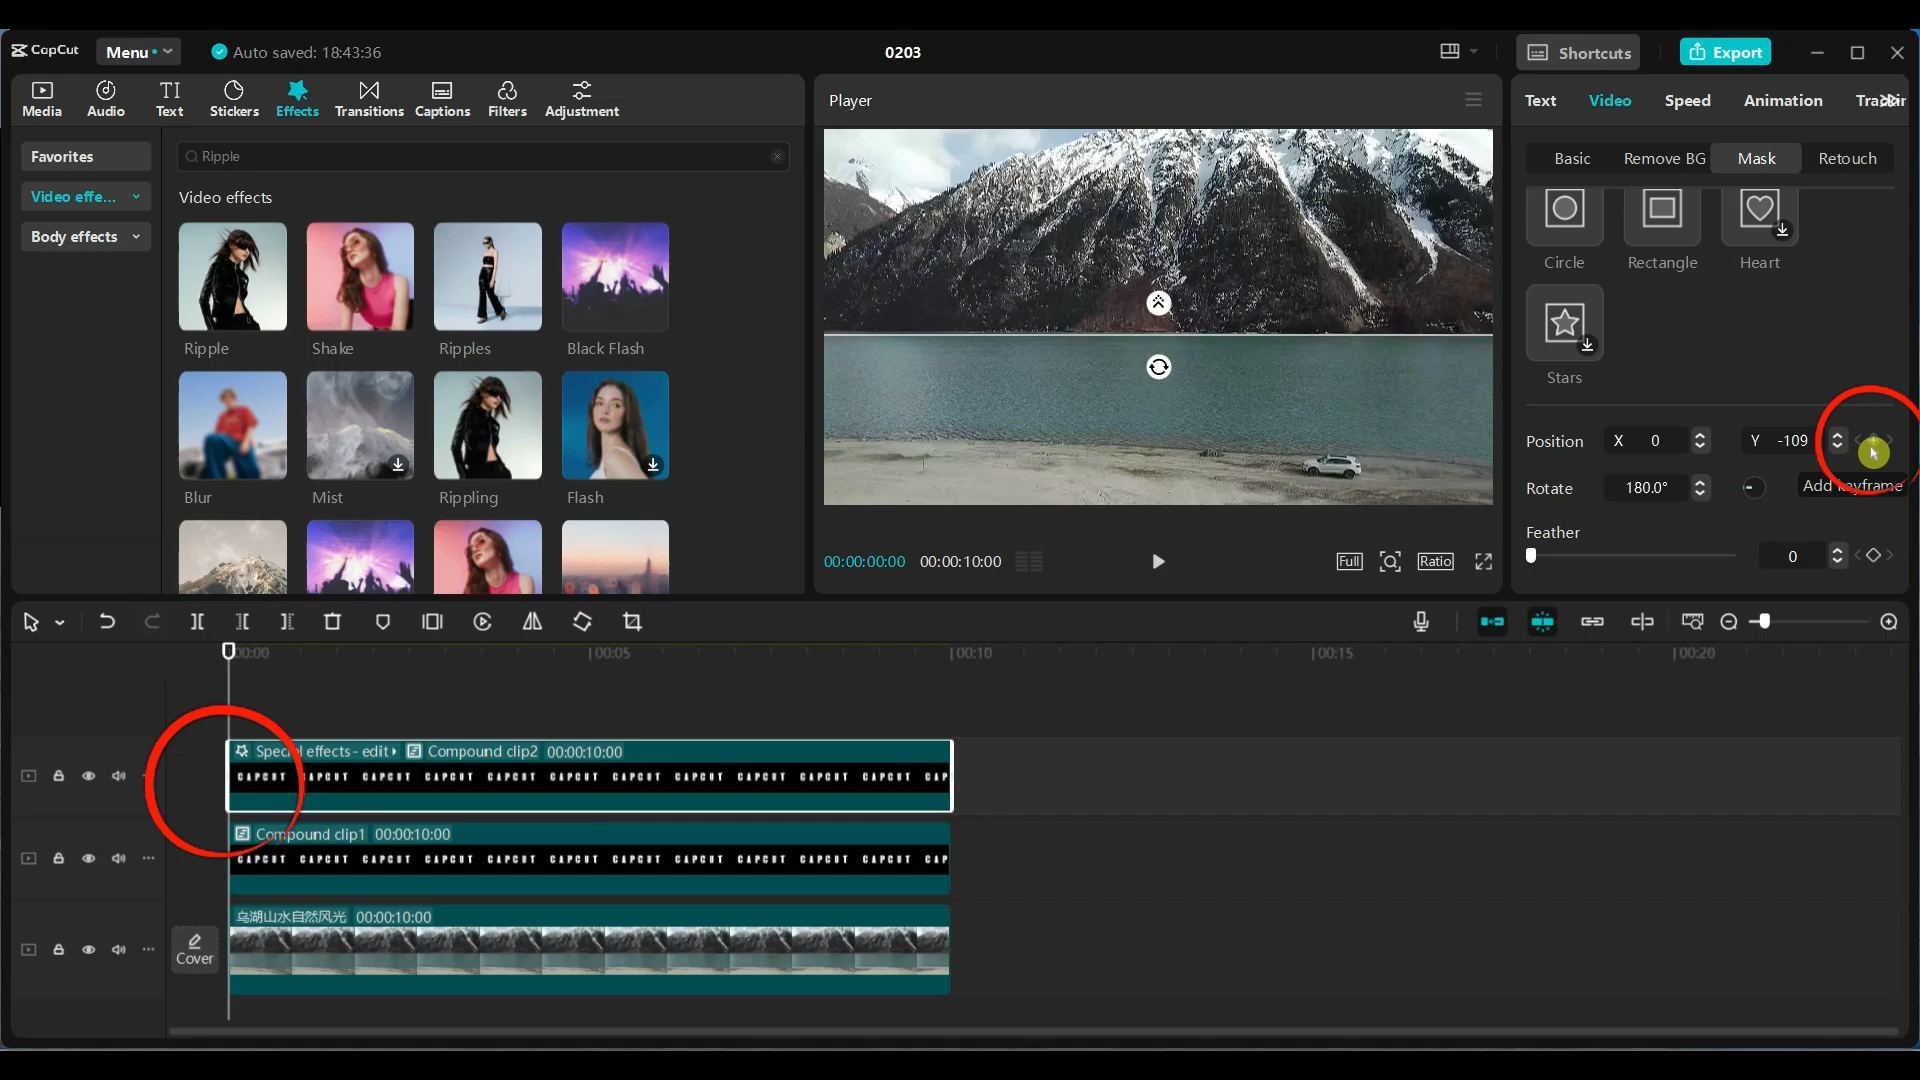 CapCut
Menu
Auto saved: 18:43:36
0203
Shortcuts
Export
Media
Audio
Text
Stickers
Effects
Transitions
Captions
Filters
Adjustment
Favorites
Video effe...
Body effects
Ripple
Video effects
Ripple
Shake
Ripples
Black Flash
Blur
Mist
Rippling
Flash
Player
00:00:00:00
00:00:10:00
Full
Ratio
Text
Video
Speed
Animation
Basic
Remove BG
Mask
Retouch
Circle
Rectangle
Heart
Stars
Position X 0 Y -109
Rotate 180.0°
Add keyframe
Feather
0
00:00
00:05
00:10
00:15
00:20
Special effects - edit Compound clip2 00:00:10:00
CAPCUT CAPCUT CAPCUT CAPCUT CAPCUT CAPCUT CAPCUT CAPCUT CAPCUT CAPCUT CAPCUT CAP
Compound clip1 00:00:10:00
CAPCUT CAPCUT CAPCUT CAPCUT CAPCUT CAPCUT CAPCUT CAPCUT CAPCUT CAPCUT CAPCUT CAP
乌湖山水自然风光 00:00:10:00
Cover